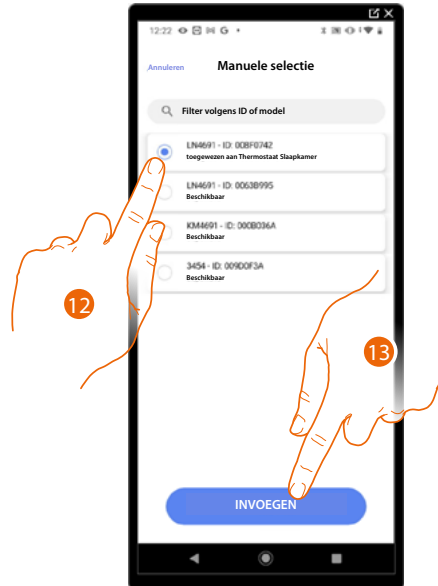 12:22
Annuleren Manuele selectie
Filter volgens ID of model
LN4691 - ID: 008F0742
toegewezen aan Thermostaat Slaapkamer
LN4691 - ID: 0063B995
Beschikbaar
KM4691 - ID: 000B036A
Beschikbaar
3454 - ID: 009D0F3A
Beschikbaar
12
13
INVOEGEN